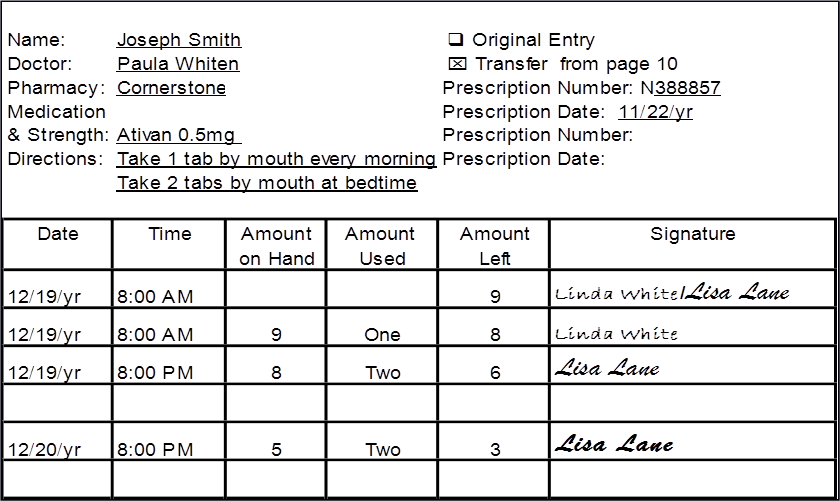 Name: Joseph Smith ❑ Original Entry
Doctor: Paula Whiten ☒ Transfer from page 10
Pharmacy: Cornerstone Prescription Number: N388857
Medication Prescription Date: 11/22/yr
& Strength: Ativan 0.5mg Prescription Number:
Directions: Take 1 tab by mouth every morning Prescription Date:
Take 2 tabs by mouth at bedtime
Date Time Amount Amount Amount Signature
on Hand Used Left
12/19/yr 8:00 AM 9 Linda White/Lisa Lane
12/19/yr 8:00 AM 9 One 8 Linda White
12/19/yr 8:00 PM 8 Two 6 Lisa Lane
12/20/yr 8:00 PM 5 Two 3 Lisa Lane